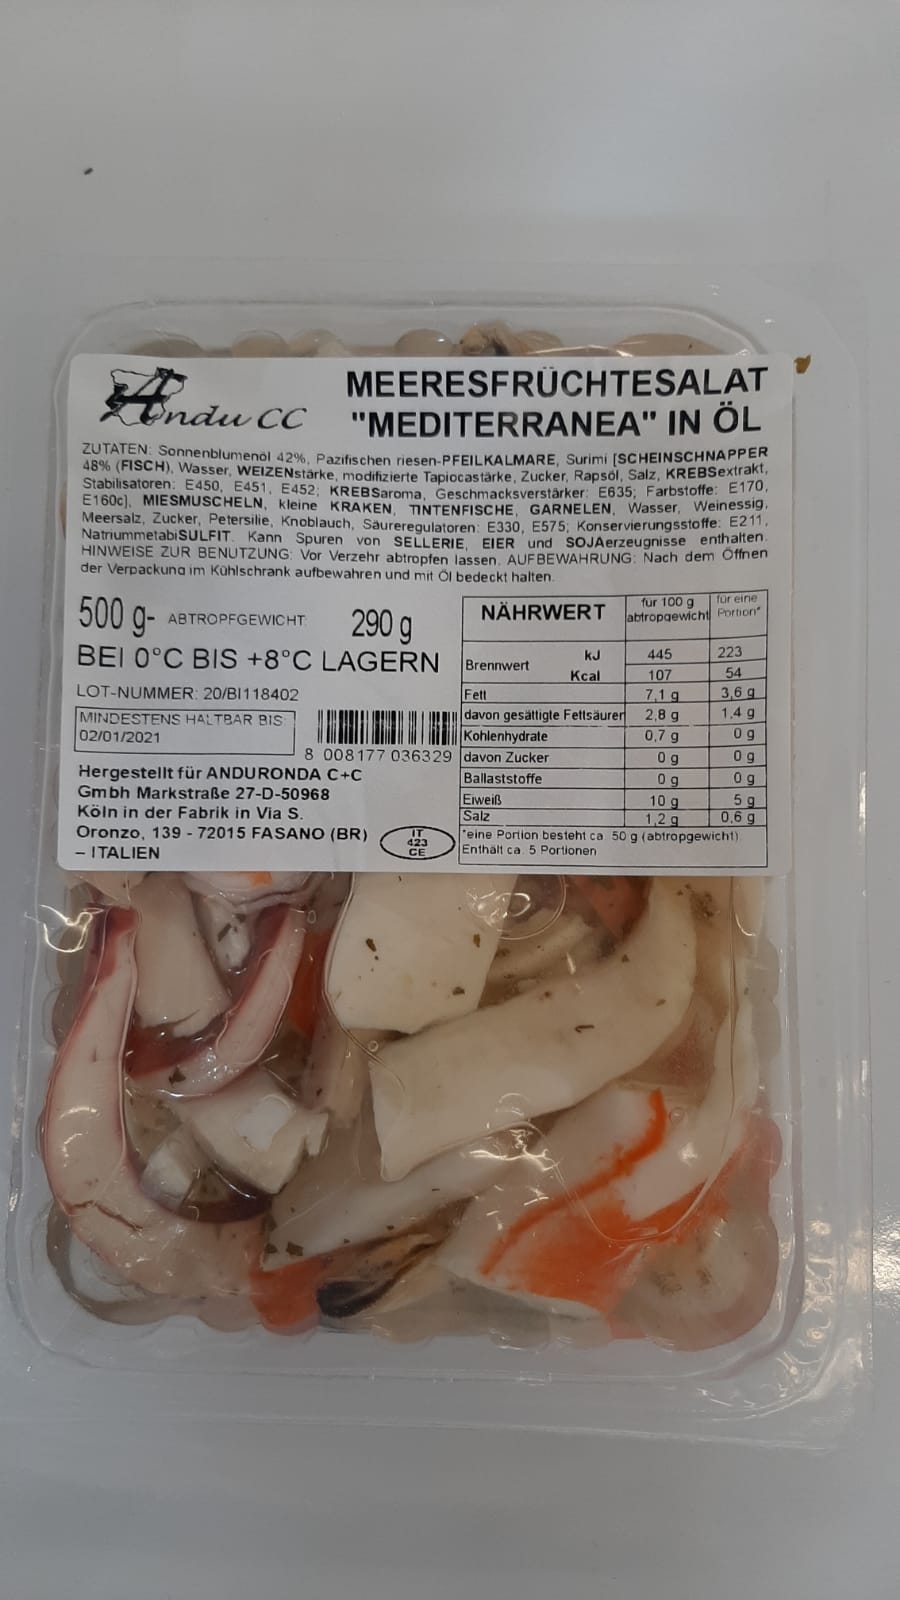 Andu CC
MEERESFRÜCHTESALAT
"MEDITERRANEA" IN ÖL
ZUTATEN: Sonnenblumenöl 42%, Pazifischen riesen-PFEILKALMARE, Surimi [SCHEINSCHNAPPER
48% (FISCH), Wasser, WEIZENstärke, modifizierte Tapiocastärke, Zucker, Rapsöl, Salz, KREBSextrakt,
Stabilisatoren: E450, E451, E452; KREBSaroma, Geschmacksverstärker: E635; Farbstoffe: E170,
E160c], MIESMUSCHELN, kleine KRAKEN, TINTENFISCHE, GARNELEN, Wasser, Weinessig,
Meersalz, Zucker, Petersilie, Knoblauch, Säureregulatoren: E330, E575; Konservierungsstoffe: E211,
NatriummetabiSULFIT. Kann Spuren von SELLERIE, EIER und SOJAerzeugnisse enthalten.
HINWEISE ZUR BENUTZUNG: Vor Verzehr abtropfen lassen. AUFBEWAHRUNG: Nach dem Öffnen
der Verpackung im Kühlschrank aufbewahren und mit Öl bedeckt halten.
500 g- ABTROPFGEWICHT: 290 g
BEI 0°C BIS +8°C LAGERN
LOT-NUMMER: 20/BI118402
MINDESTENS HALTBAR BIS:
02/01/2021
8 008177 036329
Hergestellt für ANDURONDA C+C
Gmbh Markstraße 27-D-50968
Köln in der Fabrik in Via S.
Oronzo, 139 - 72015 FASANO (BR)
– ITALIEN
IT
423
CE
NÄHRWERT für 100 g abtropgewicht für eine Portion*
Brennwert kJ 445 223
Kcal 107 54
Fett 7,1 g 3,6 g
davon gesättigle Fettsäuren 2,8 g 1,4 g
Kohlenhydrate 0,7 g 0 g
davon Zucker 0 g 0 g
Ballaststoffe 0 g 0 g
Eiweiß 10 g 5 g
Salz 1,2 g 0,6 g
*eine Portion besteht ca. 50 g (abtropgewicht).
Enthält ca. 5 Portionen